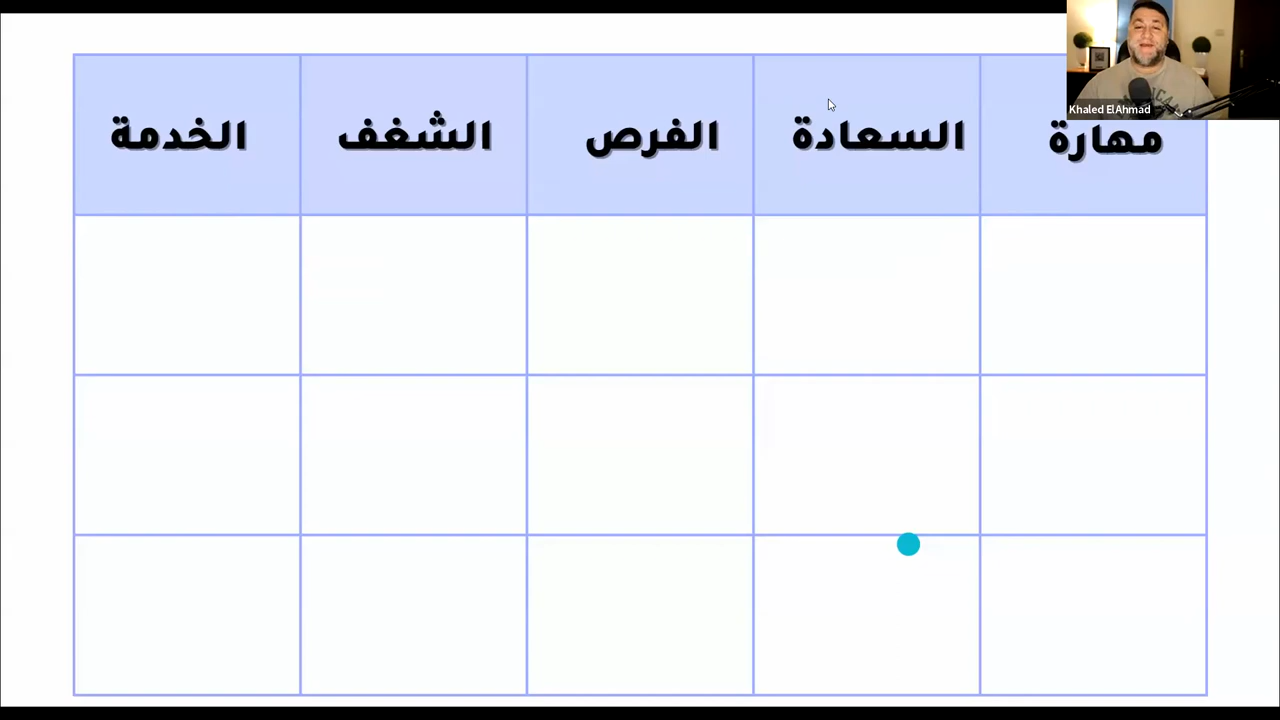 Khaled ElAhmad
مهارة
السعادة
الفرص
الشغف
الخدمة